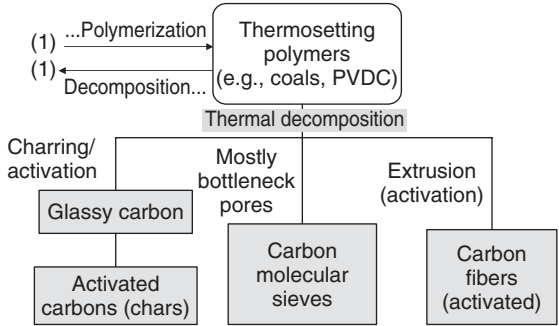 (1) ...Polymerization
(1)
Decomposition...
Thermosetting
polymers
(e.g., coals, PVDC)
Thermal decomposition
Charring/
activation
Mostly
bottleneck
pores
Extrusion
(activation)
Glassy carbon
Activated
carbons (chars)
Carbon
molecular
sieves
Carbon
fibers
(activated)